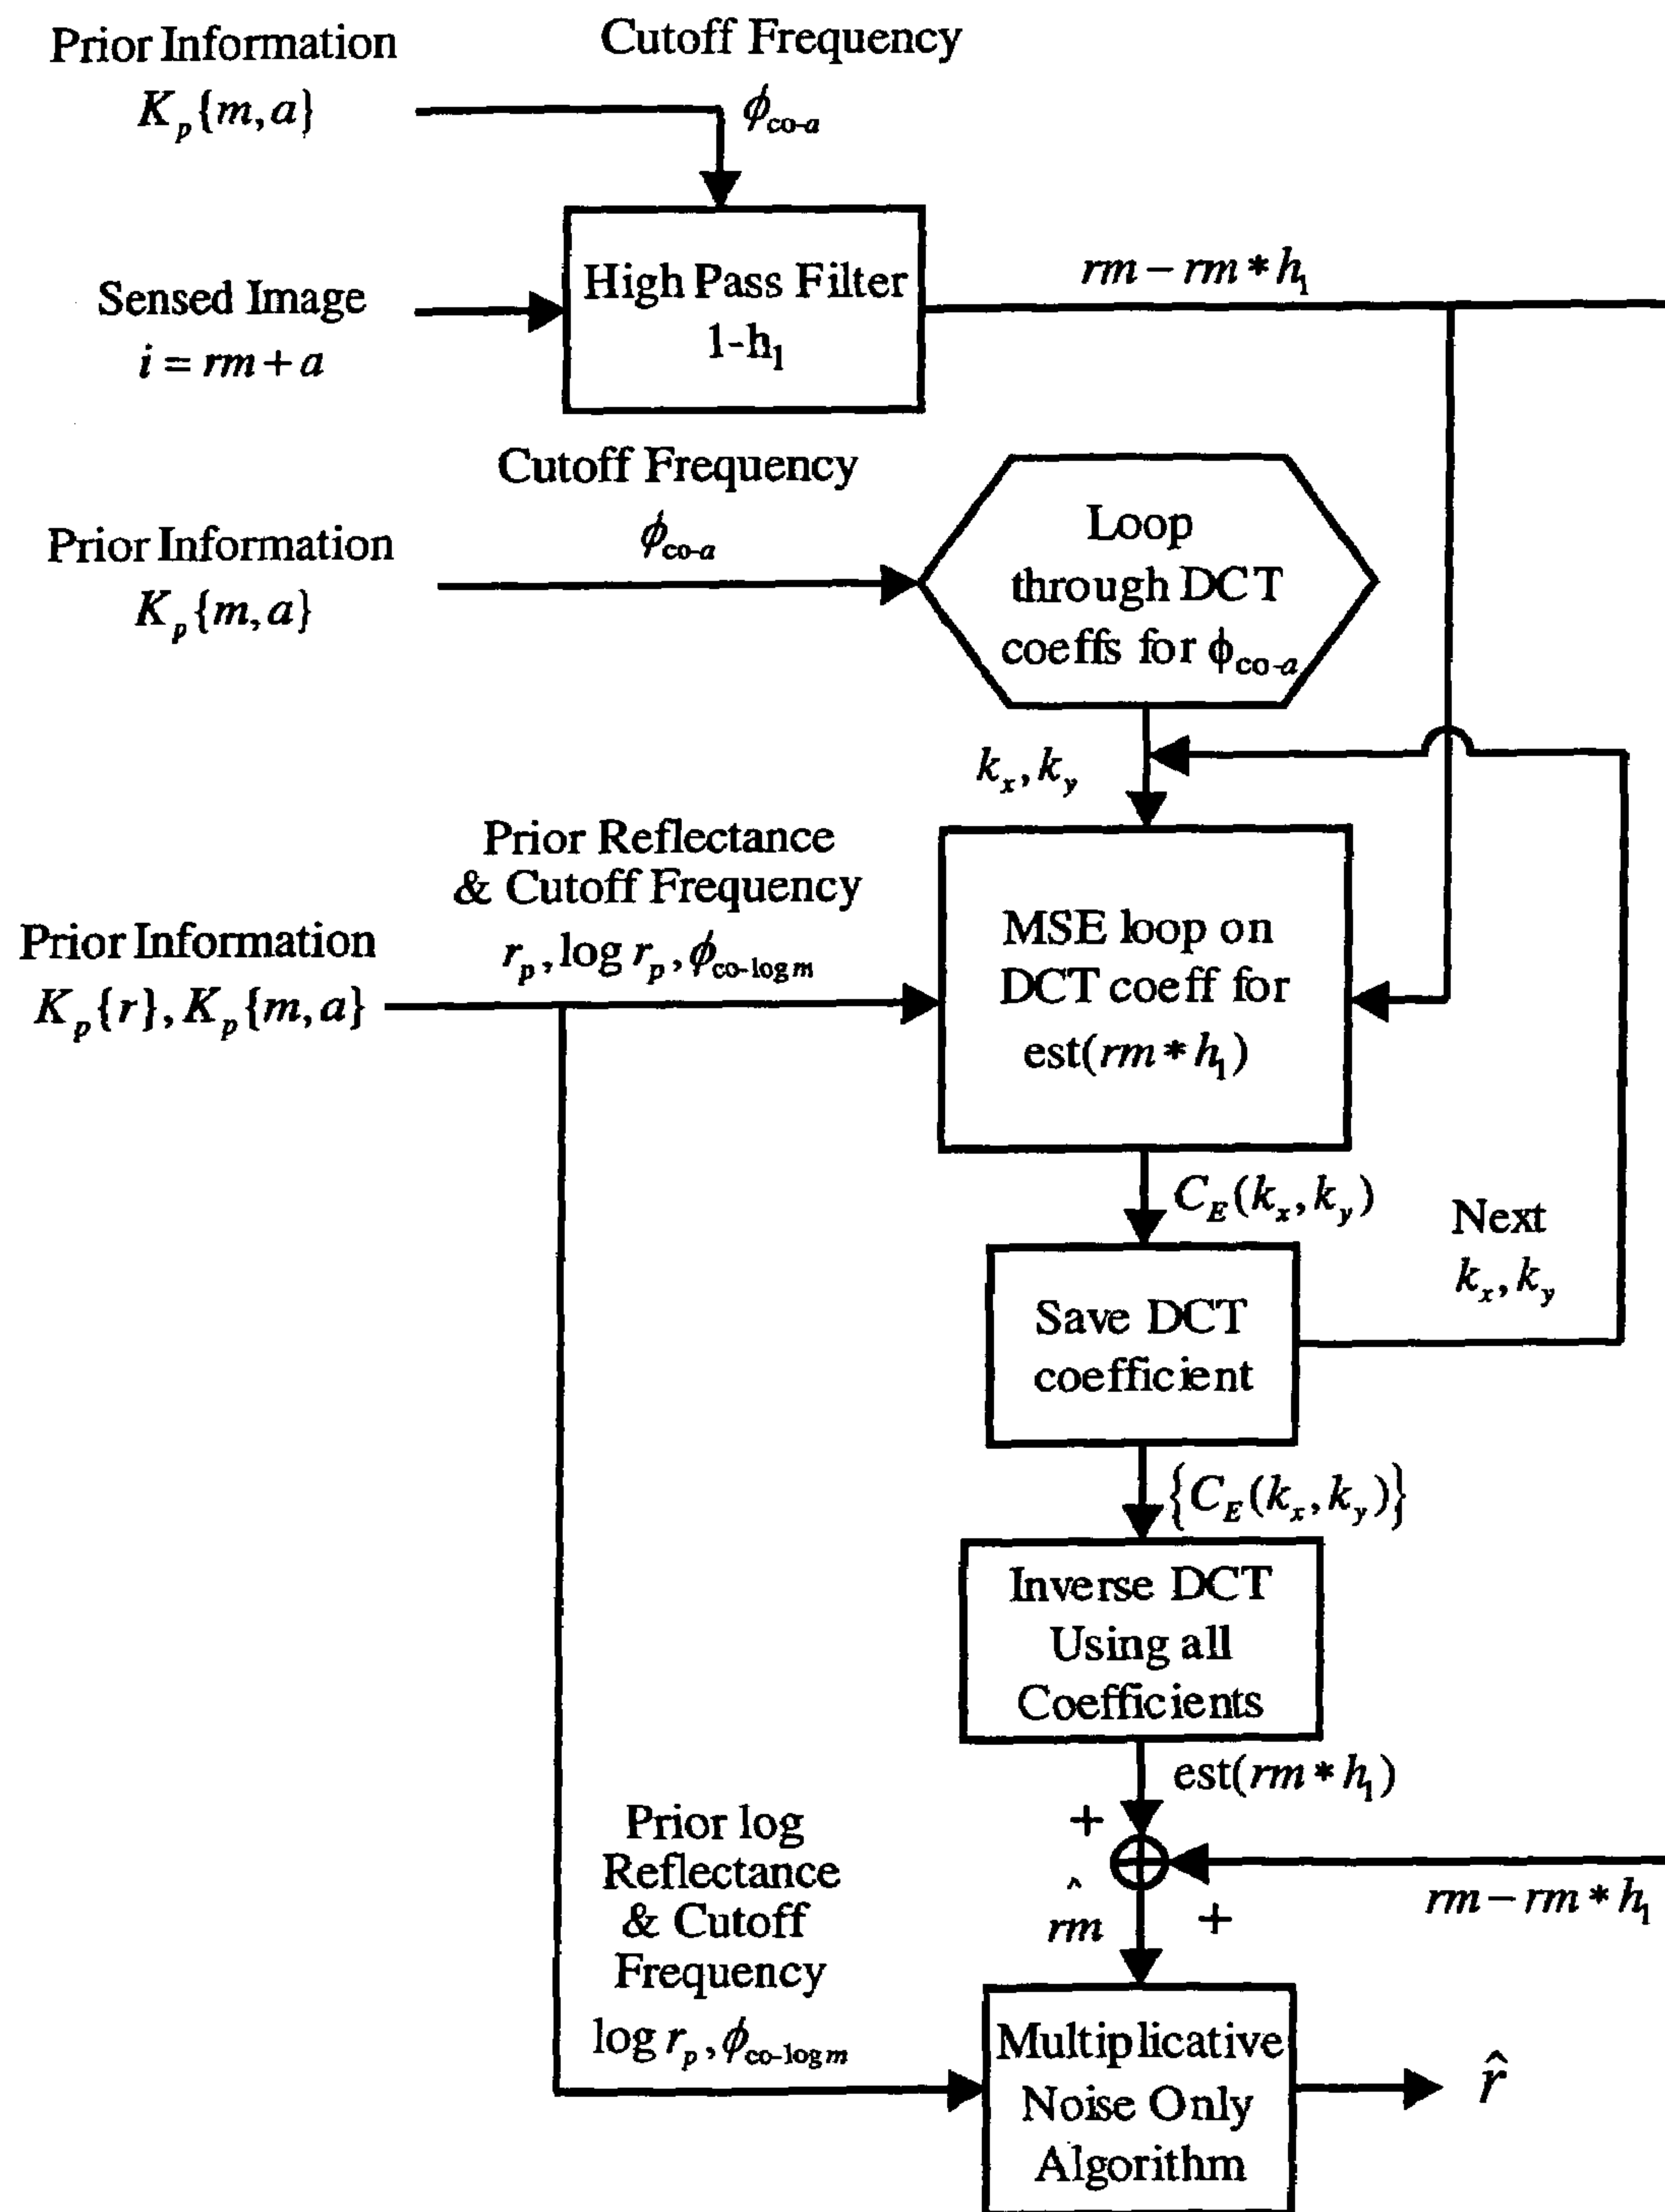 Prior Information
K_p{m,a}
Cutoff Frequency
ϕ_co-a
Sensed Image
i = rm + a
High Pass Filter
1-h_1
rm − rm * h_1
Cutoff Frequency
ϕ_co-a
Prior Information
K_p{m,a}
Loop
through DCT
coeffs for ϕ_co-a
k_x, k_y
Prior Reflectance
& Cutoff Frequency
r_p, log r_p, ϕ_co-log m
Prior Information
K_p{r}, K_p{m,a}
MSE loop on
DCT coeff for
est(rm * h_1)
C_E(k_x, k_y)
Next
k_x, k_y
Save DCT
coefficient
{C_E(k_x, k_y)}
Inverse DCT
Using all
Coefficients
est(rm * h_1)
+
Prior log
Reflectance
& Cutoff
Frequency
log r_p, ϕ_co-log m
^
rm
+
rm − rm * h_1
Multiplicative
Noise Only
Algorithm
r̂